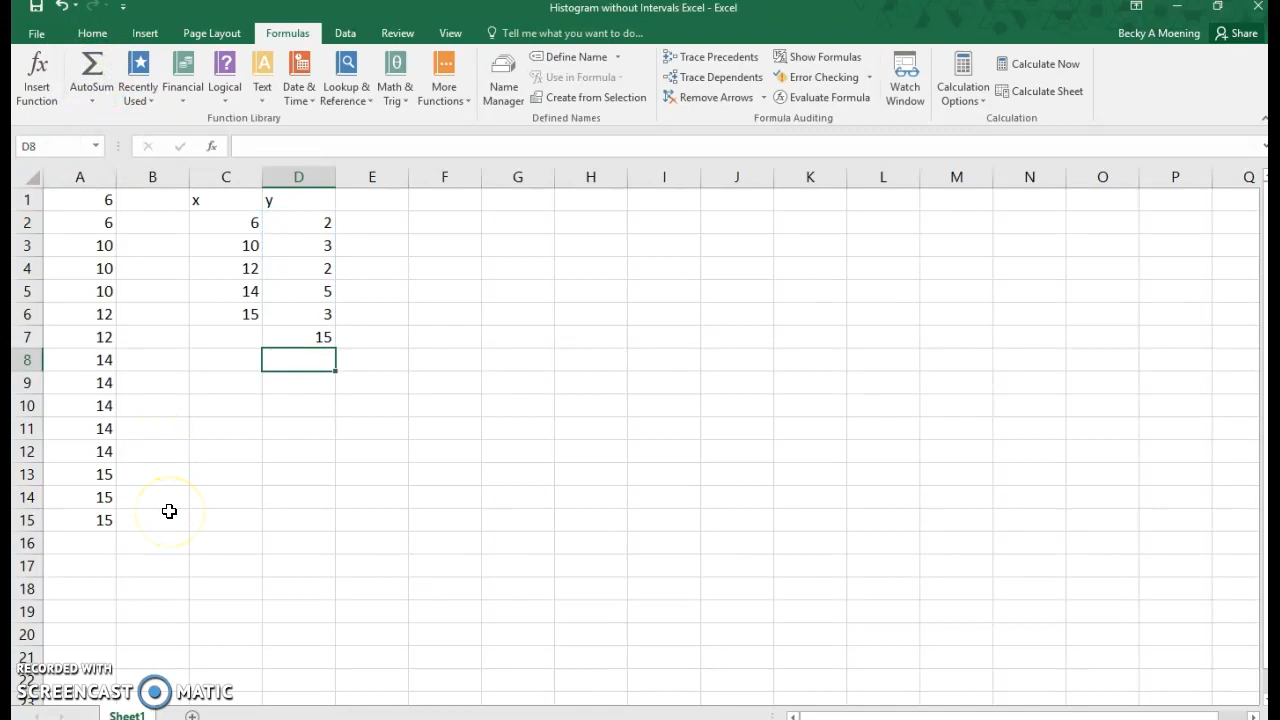 Histogram without Intervals Excel - Excel
File Home Insert Page Layout Formulas Data Review View Tell me what you want to do... Becky A Moening Share
fx Insert Function
AutoSum
Recently Used
Financial
Logical
Text
Date & Time
Lookup & Reference
Math & Trig
More Functions
Function Library
Name Manager
Define Name
Use in Formula
Create from Selection
Defined Names
Trace Precedents
Trace Dependents
Remove Arrows
Show Formulas
Error Checking
Evaluate Formula
Watch Window
Formula Auditing
Calculation Options
Calculate Now
Calculate Sheet
Calculation
D8 fx
A B C D E F G H I J K L M N O P Q
1 6 x y
2 6 6 2
3 10 10 3
4 10 12 2
5 10 14 5
6 12 15 3
7 12 15
8 14
9 14
10 14
11 14
12 14
13 15
14 15
15 15
16
17
18
19
20
21
22
23
RECORDED WITH
SCREENCAST MATIC
Sheet1